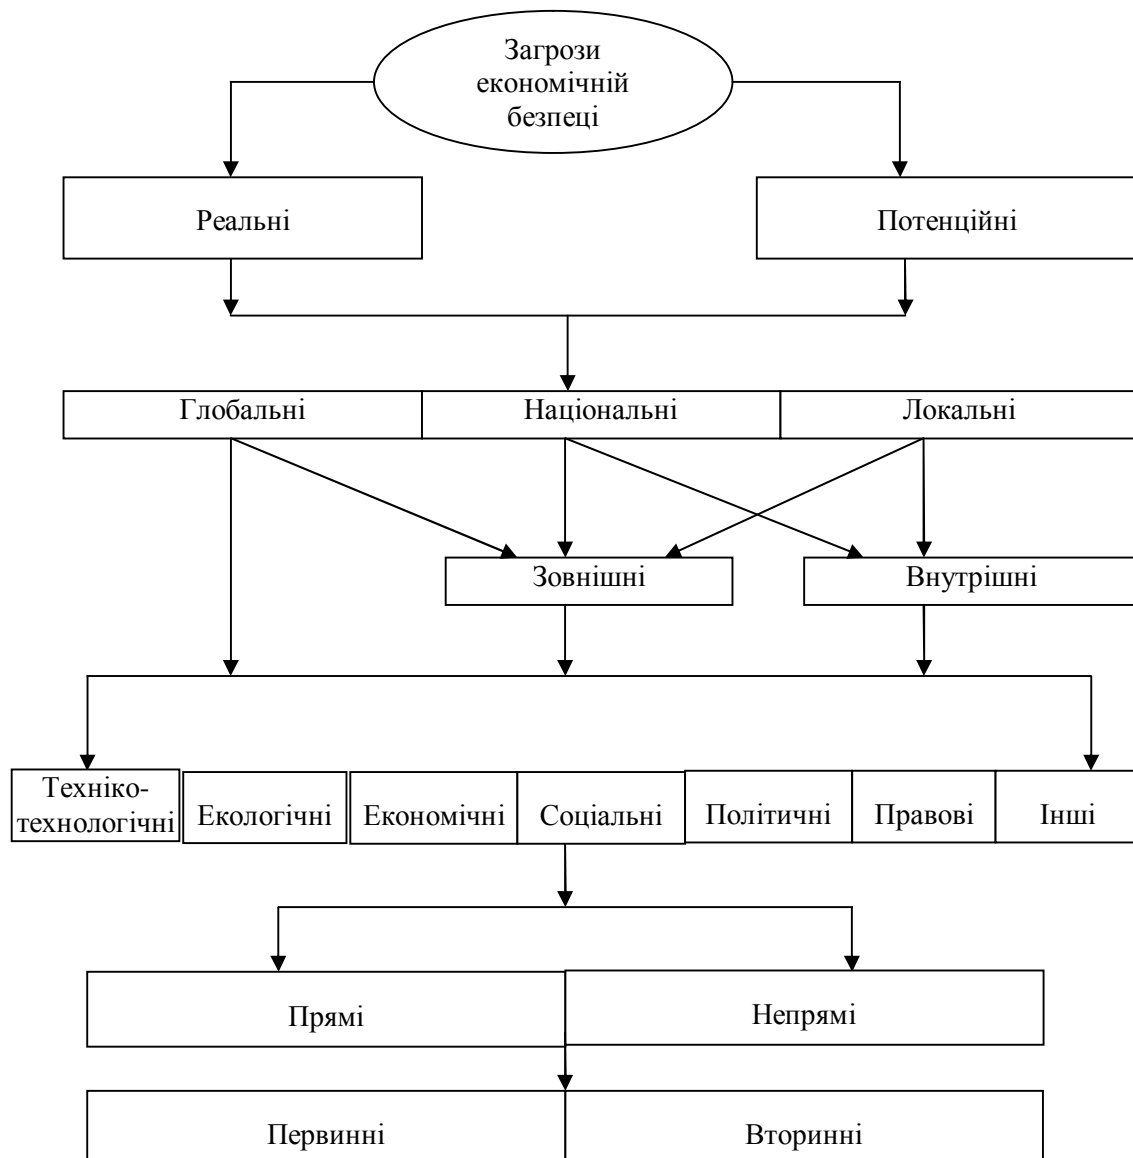 Загрози
економічній
безпеці
Реальні
Потенційні
Глобальні
Національні
Локальні
Зовнішні
Внутрішні
Техніко-
технологічні
Екологічні
Економічні
Соціальні
Політичні
Правові
Інші
Прямі
Непрямі
Первинні
Вторинні